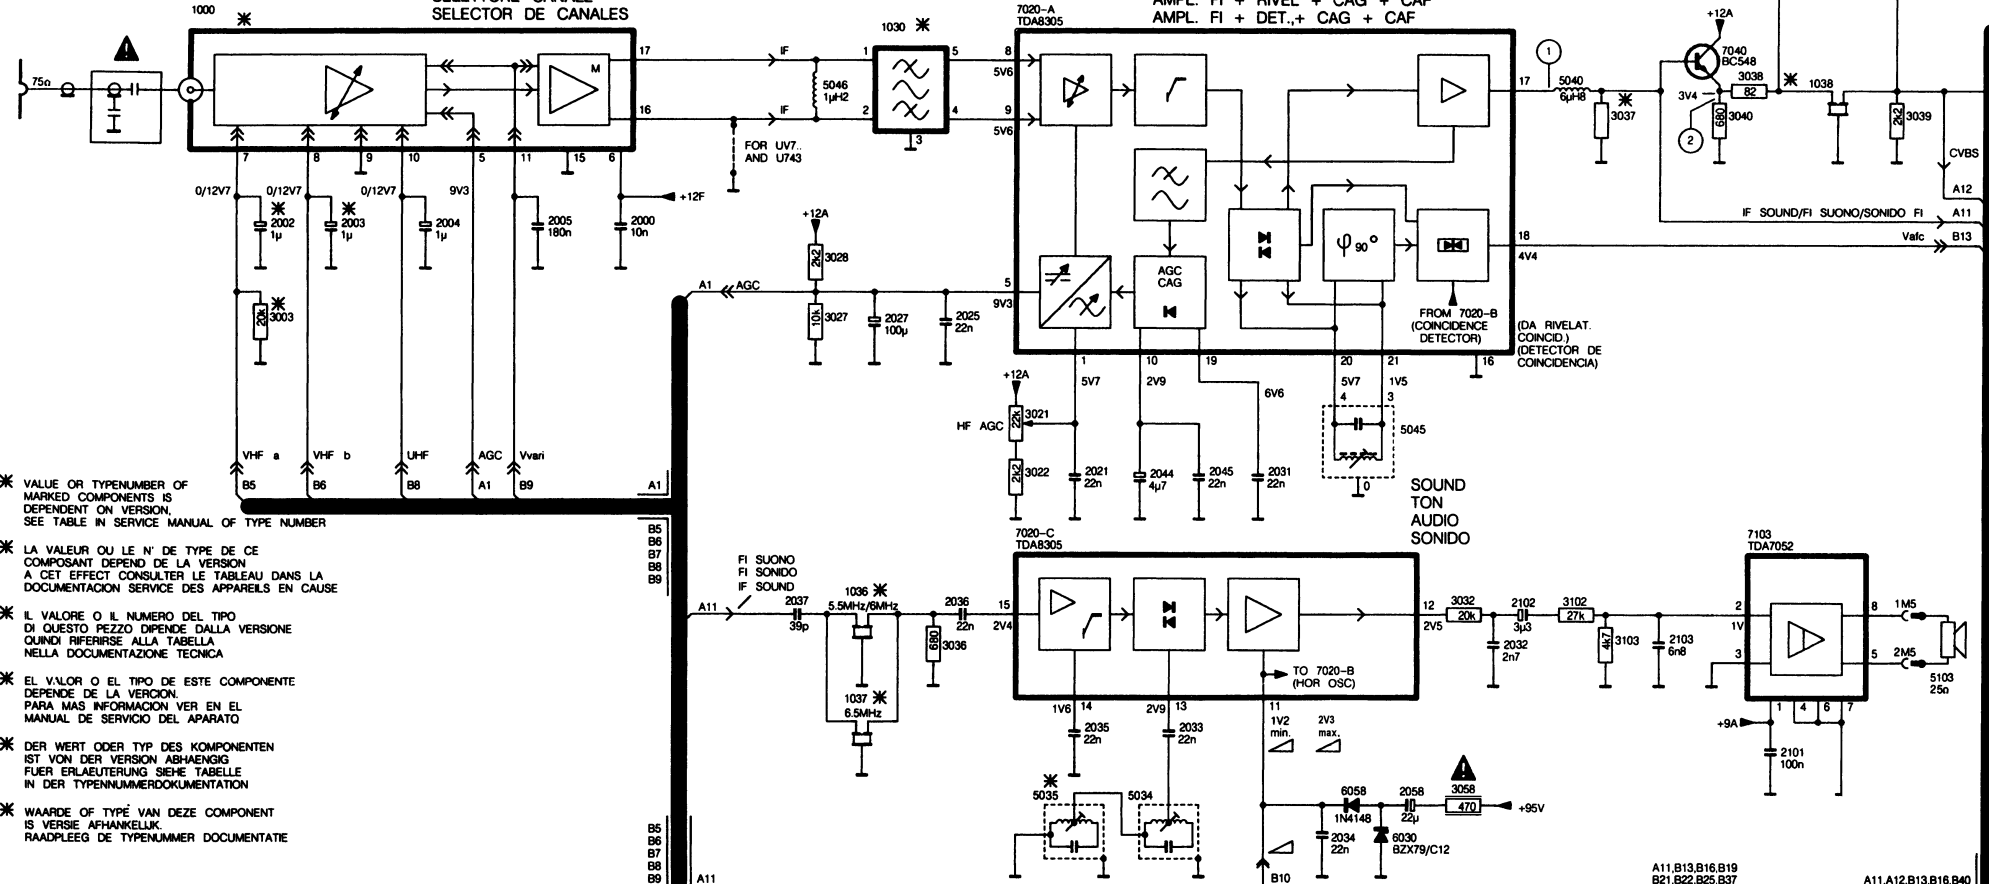 SELECTOR DE CANALES
1000
75Ω
M
17
IF
16
IF
5046
1μH2
1030
1
5
2
4
3
FOR UV7..
AND U743
7
8
9
10
5
11
15
6
0/12V7
0/12V7
0/12V7
9V3
+12F
2002
1μ
2003
1μ
2004
1μ
2005
180n
2000
10n
20k
3003
VHF a
VHF b
UHF
AGC
Vvari
B5
B6
B8
A1
B9
A1
B5
B6
B7
B8
B9
AMPL. FI + DET.,+ CAG + CAF
7020-A
TDA8305
8
5V6
9
5V6
17
1
5040
6μH8
3037
+12A
7040
BC548
3038
82
3V4
2
680
3040
1038
2k2
3039
CVBS
A12
IF SOUND/FI SUONO/SONIDO FI
A11
Vafc
B13
18
4V4
φ 90°
AGC
CAG
FROM 7020-B
(COINCIDENCE
DETECTOR)
(DA RIVELAT.
COINCID.)
(DETECTOR DE
COINCIDENCIA)
+12A
2k2
3028
A1
AGC
10k
3027
2027
100μ
2025
22n
5
9V3
1
10
19
20
21
16
5V7
2V9
6V6
5V7
1V5
4
3
5045
0
+12A
22k
3021
HF AGC
2k2
3022
2021
22n
2044
4μ7
2045
22n
2031
22n
SOUND
TON
AUDIO
SONIDO
VALUE OR TYPENUMBER OF
MARKED COMPONENTS IS
DEPENDENT ON VERSION,
SEE TABLE IN SERVICE MANUAL OF TYPE NUMBER
LA VALEUR OU LE N' DE TYPE DE CE
COMPOSANT DEPEND DE LA VERSION
A CET EFFECT CONSULTER LE TABLEAU DANS LA
DOCUMENTACION SERVICE DES APPAREILS EN CAUSE
IL VALORE O IL NUMERO DEL TIPO
DI QUESTO PEZZO DIPENDE DALLA VERSIONE
QUINDI RIFERIRSE ALLA TABELLA
NELLA DOCUMENTAZIONE TECNICA
EL VALOR O EL TIPO DE ESTE COMPONENTE
DEPENDE DE LA VERCION.
PARA MAS INFORMACION VER EN EL
MANUAL DE SERVICIO DEL APARATO
DER WERT ODER TYP DES KOMPONENTEN
IST VON DER VERSION ABHAENGIG
FUER ERLAEUTERUNG SIEHE TABELLE
IN DER TYPENNUMMERDOKUMENTATION
WAARDE OF TYPE VAN DEZE COMPONENT
IS VERSIE AFHANKELIJK.
RAADPLEEG DE TYPENUMMER DOCUMENTATIE
FI SUONO
FI SONIDO
IF SOUND
A11
2037
39p
1036
5.5MHz/6MHz
1037
6.5MHz
680
3036
2036
22n
7020-C
TDA8305
15
2V4
12
2V5
TO 7020-B
(HOR OSC)
1V6
14
2V9
13
11
2035
22n
2033
22n
1V2
min.
2V3
max.
5035
5034
3032
20k
2032
2n7
2102
3μ3
3102
27k
4k7
3103
2103
6n8
7103
TDA7052
2
1V
3
8
1M5
5
2M5
5103
25Ω
1
4
6
7
+9A
2101
100n
6058
1N4148
2058
22μ
3058
470
+95V
2034
22n
6030
BZX79/C12
B10
B5
B6
B7
B8
B9
A11
A11,B13,B16,B19
B21,B22,B25,B37
A11,A12,B13,B16,B40